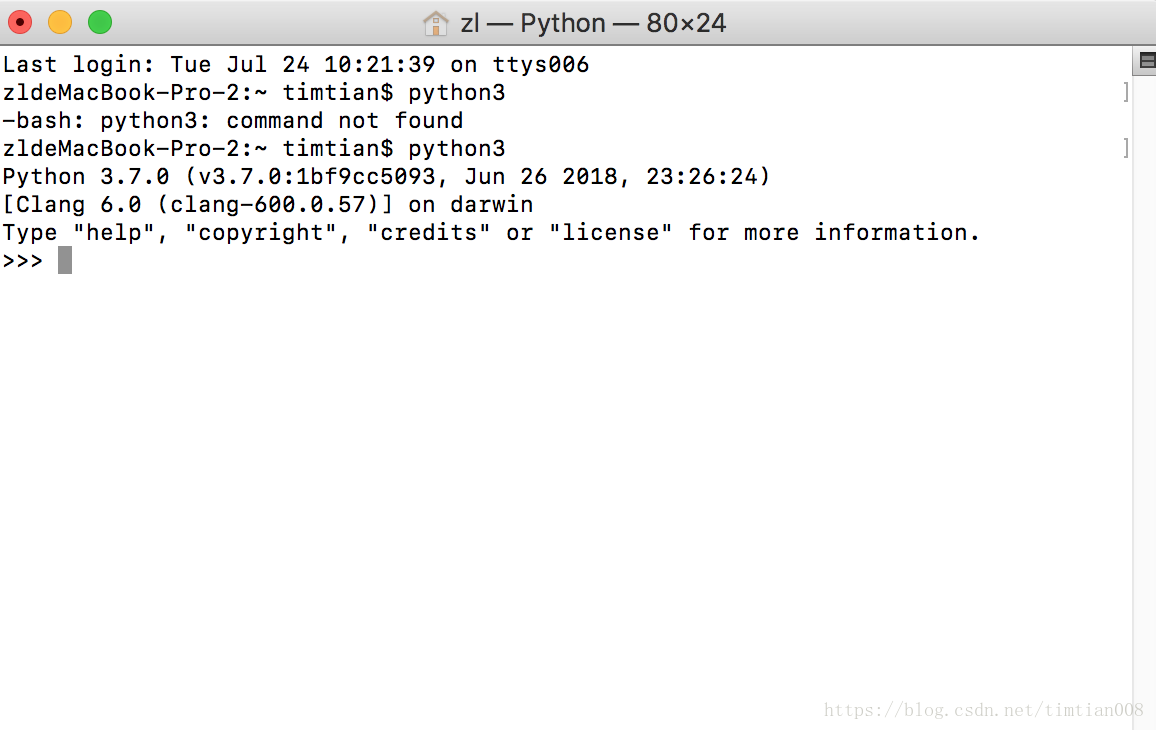 zl — Python — 80×24
Last login: Tue Jul 24 10:21:39 on ttys006
zldeMacBook-Pro-2:~ timtian$ python3
-bash: python3: command not found
zldeMacBook-Pro-2:~ timtian$ python3
Python 3.7.0 (v3.7.0:1bf9cc5093, Jun 26 2018, 23:26:24)
[Clang 6.0 (clang-600.0.57)] on darwin
Type "help", "copyright", "credits" or "license" for more information.
>>>
https://blog.csdn.net/timtian008